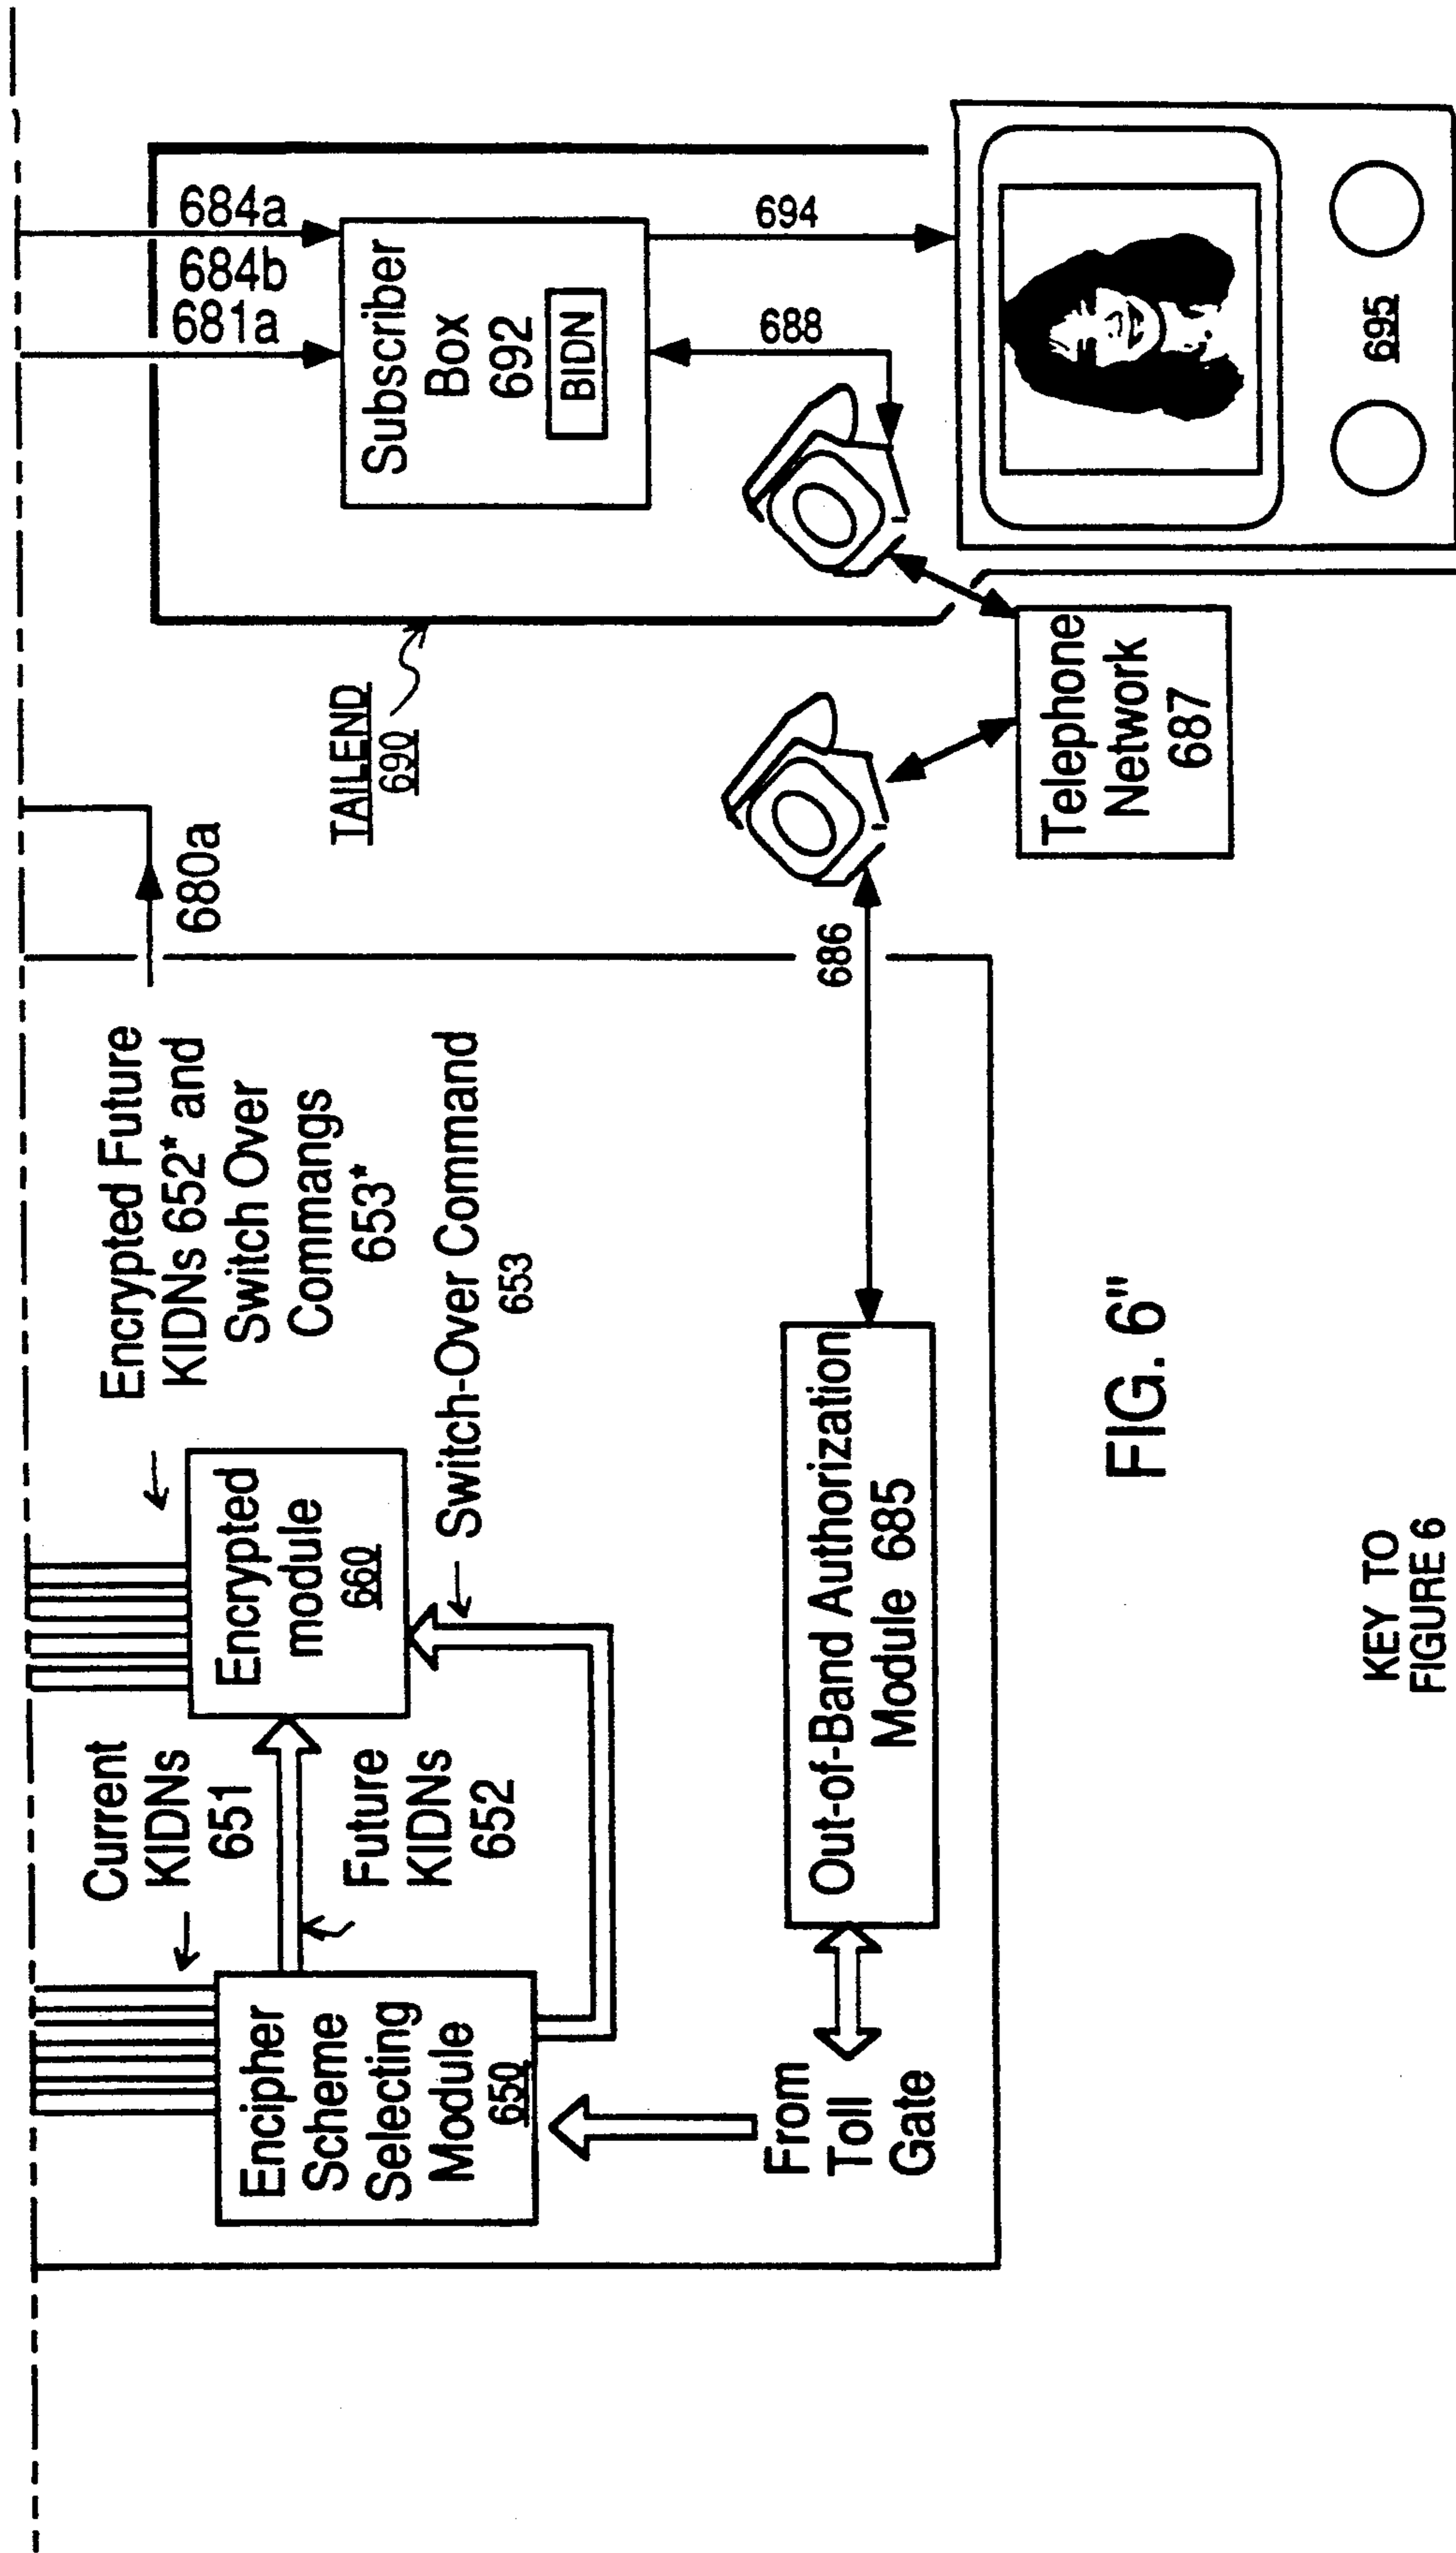 Current
KIDNs
651
Encrypted Future
KIDNs 652* and
Switch Over
Commangs
653*
680a
684a
684b
681a
Encipher
Scheme
Selecting
Module
650
Future
KIDNs
652
Encrypted
module
660
Switch-Over Command
653
TAILEND
690
Subscriber
Box
692
BIDN
From
Toll
Gate
Out-of-Band Authorization
Module 685
686
688
694
Telephone
Network
687
695
FIG. 6"
KEY TO
FIGURE 6